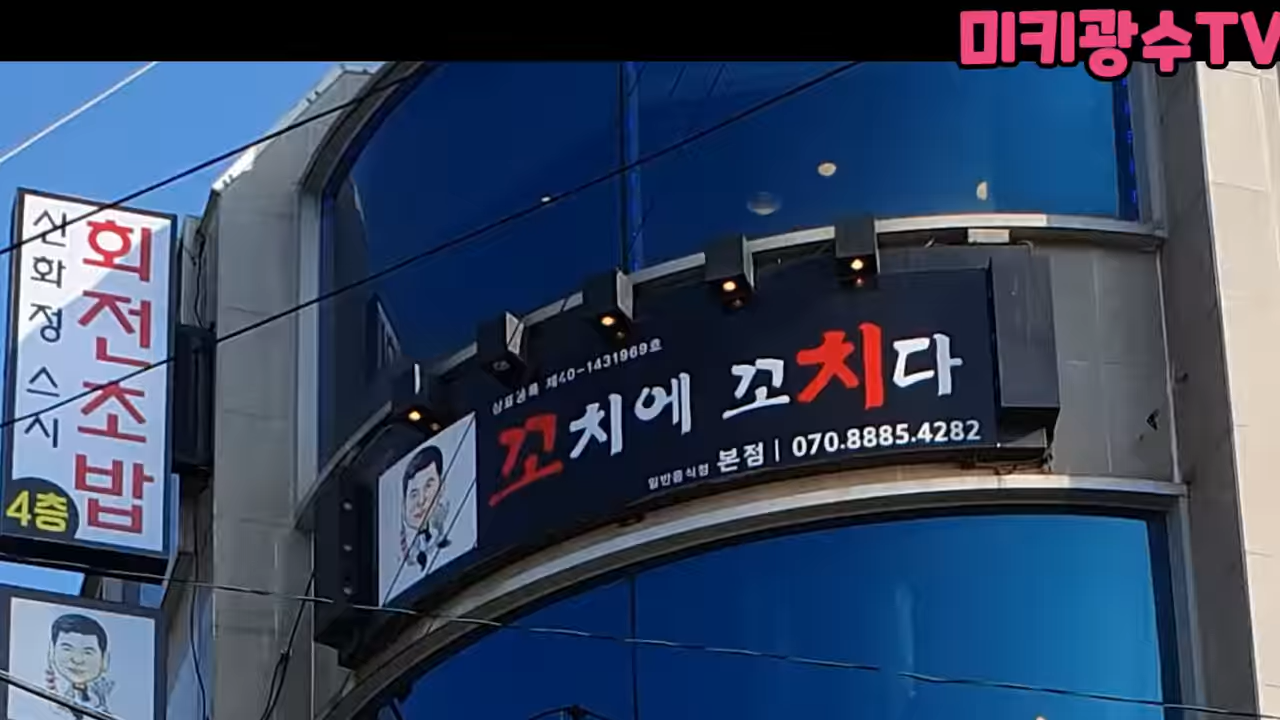 미키광수TV
회전초밥
신화정스시
4층
상표등록 제40-1431969호
꼬치에 꼬치다
일반음식점 본점 | 070.8885.4282